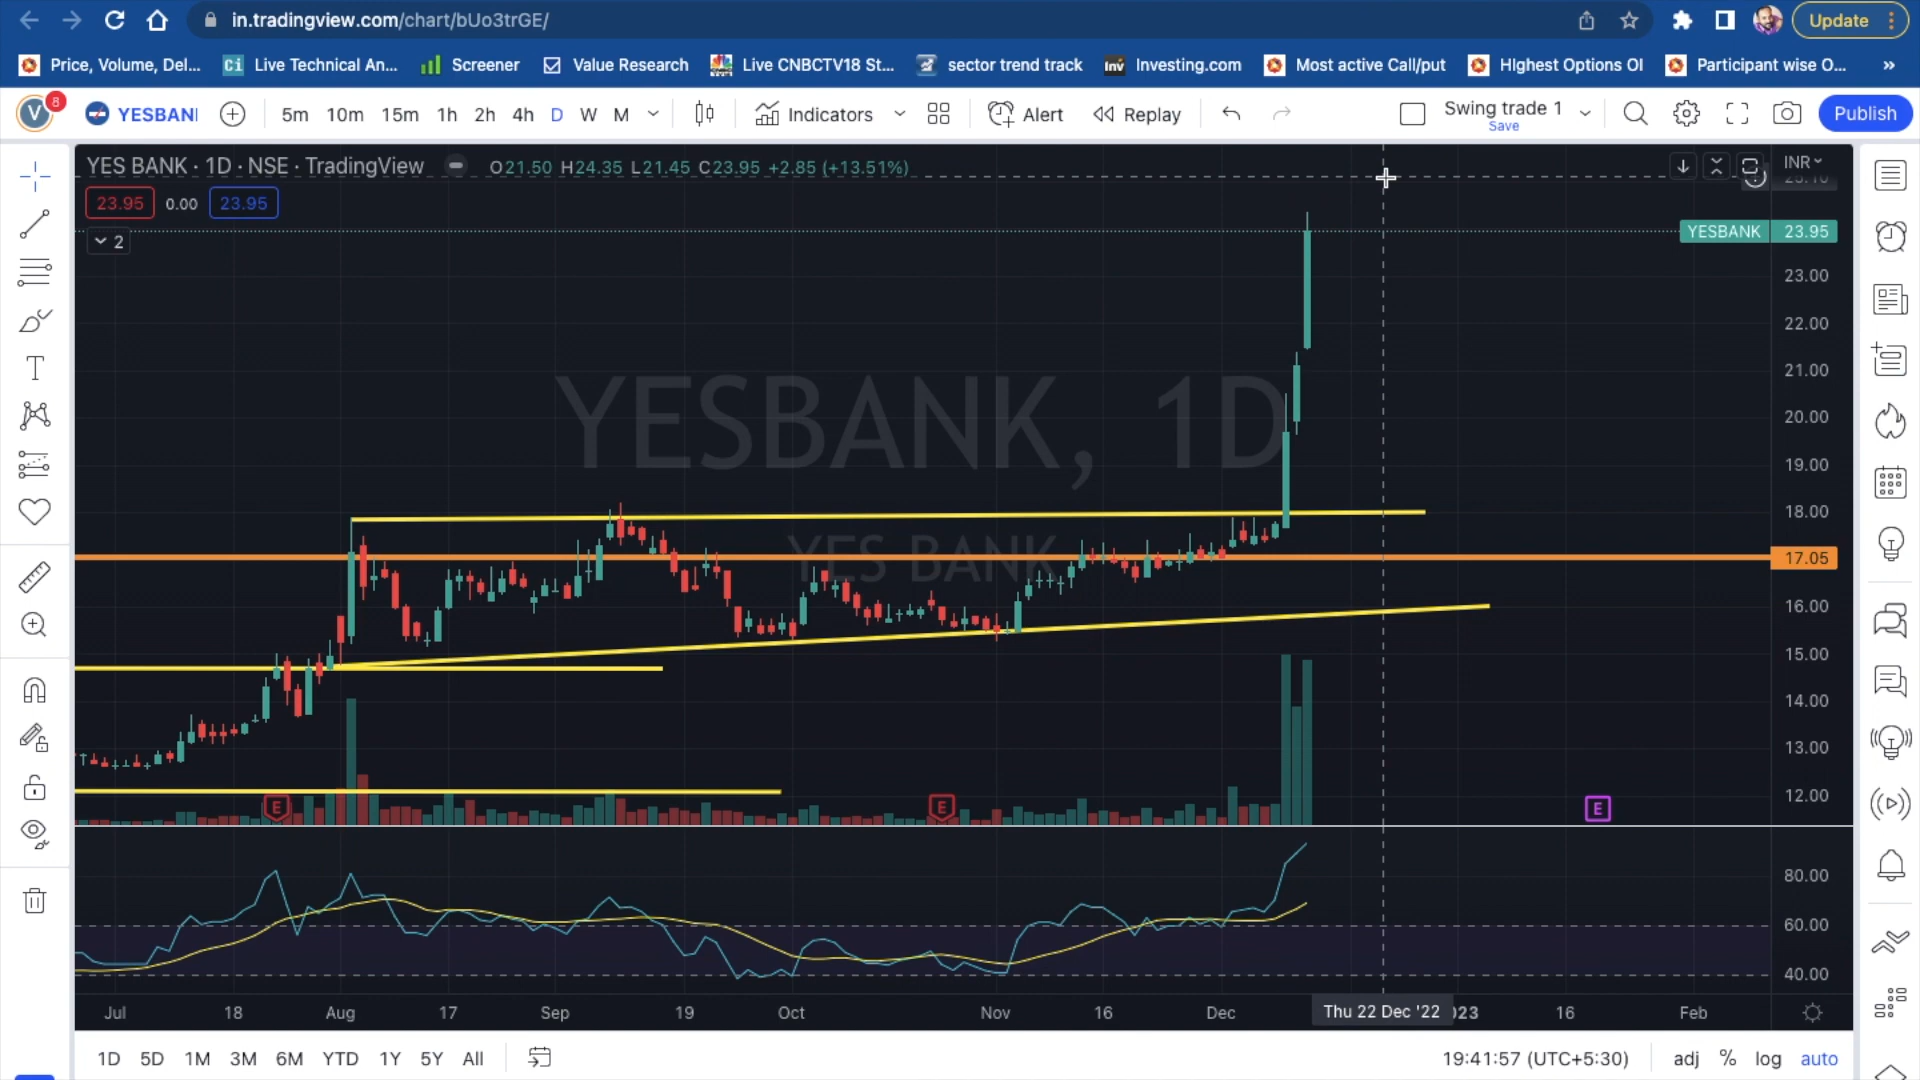 in.tradingview.com/chart/bUo3trGE/
Update
Price, Volume, Del...
Ci Live Technical An...
Screener
Value Research
Live CNBCTV18 St...
sector trend track
Inv Investing.com
Most active Call/put
HIghest Options OI
Participant wise O...
»
V 8
YESBANI
5m 10m 15m 1h 2h 4h D W M
Indicators
Alert
Replay
Swing trade 1
Save
Publish
YES BANK · 1D · NSE · TradingView
O21.50 H24.35 L21.45 C23.95 +2.85 (+13.51%)
INR
23.95 0.00 23.95
2
YESBANK 23.95
23.00
22.00
21.00
20.00
19.00
18.00
17.05
16.00
15.00
14.00
13.00
12.00
YESBANK, 1D
YES BANK
E E E
80.00
60.00
40.00
Jul 18 Aug 17 Sep 19 Oct Nov 16 Dec Thu 22 Dec '22 023 16 Feb
1D 5D 1M 3M 6M YTD 1Y 5Y All
19:41:57 (UTC+5:30)
adj % log auto